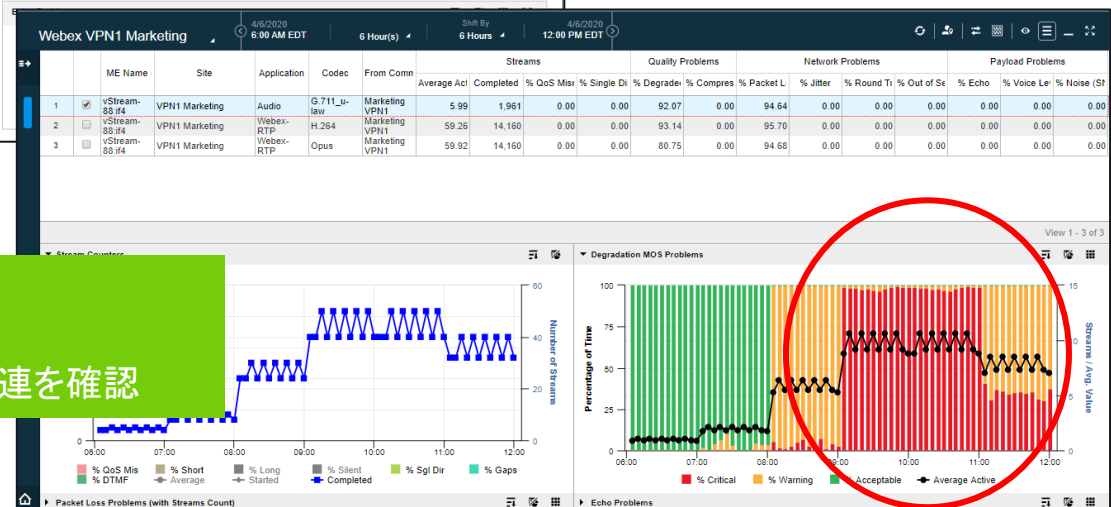 Webex VPN1 Marketing
4/6/2020
6:00 AM EDT
6 Hour(s)
Shift By
6 Hours
4/6/2020
12:00 PM EDT
ME Name Site Application Codec From Comn
Streams
Quality Problems
Network Problems
Payload Problems
Average Act Completed % QoS Mism % Single Di % Degrade % Compres % Packet L % Jitter % Round Tr % Out of Se % Echo % Voice Lev % Noise (SN
1 vStream-88:if4 VPN1 Marketing Audio G.711_u-law Marketing VPN1 5.99 1,961 0.00 0.00 92.07 0.00 94.64 0.00 0.00 0.00 0.00 0.00 0.00
2 vStream-88:if4 VPN1 Marketing Webex-RTP H.264 Marketing VPN1 59.26 14,160 0.00 0.00 93.14 0.00 95.70 0.00 0.00 0.00 0.00 0.00 0.00
3 vStream-88:if4 VPN1 Marketing Webex-RTP Opus Marketing VPN1 59.92 14,160 0.00 0.00 80.75 0.00 94.68 0.00 0.00 0.00 0.00 0.00 0.00
View 1 - 3 of 3
Stream Counters
連を確認
60
40
20
0
Number of Streams
0
06:00 07:00 08:00 09:00 10:00 11:00 12:00
% QoS Mis % Short % Long % Silent % Sgl Dir % Gaps
% DTMF Average Started Completed
Degradation MOS Problems
100
75
50
25
0
Percentage of Time
15
10
5
0
Streams / Avg. Value
06:00 07:00 08:00 09:00 10:00 11:00 12:00
% Critical % Warning % Acceptable Average Active
Packet Loss Problems (with Streams Count)
Echo Problems